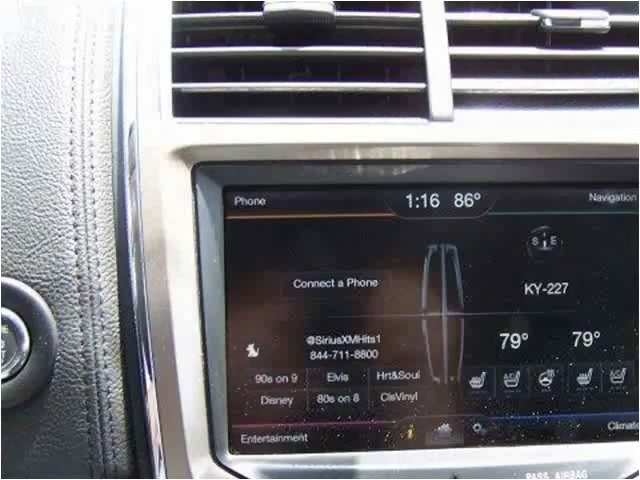 Phone 1:16 86° Navigation
S E
Connect a Phone
KY-227
@SiriusXMHits1
844-711-8800
79° 79°
90s on 9 Elvis Hrt&Soul
Disney 80s on 8 ClsVinyl
A/C A/C
Entertainment Climate
PASS AIRBAG